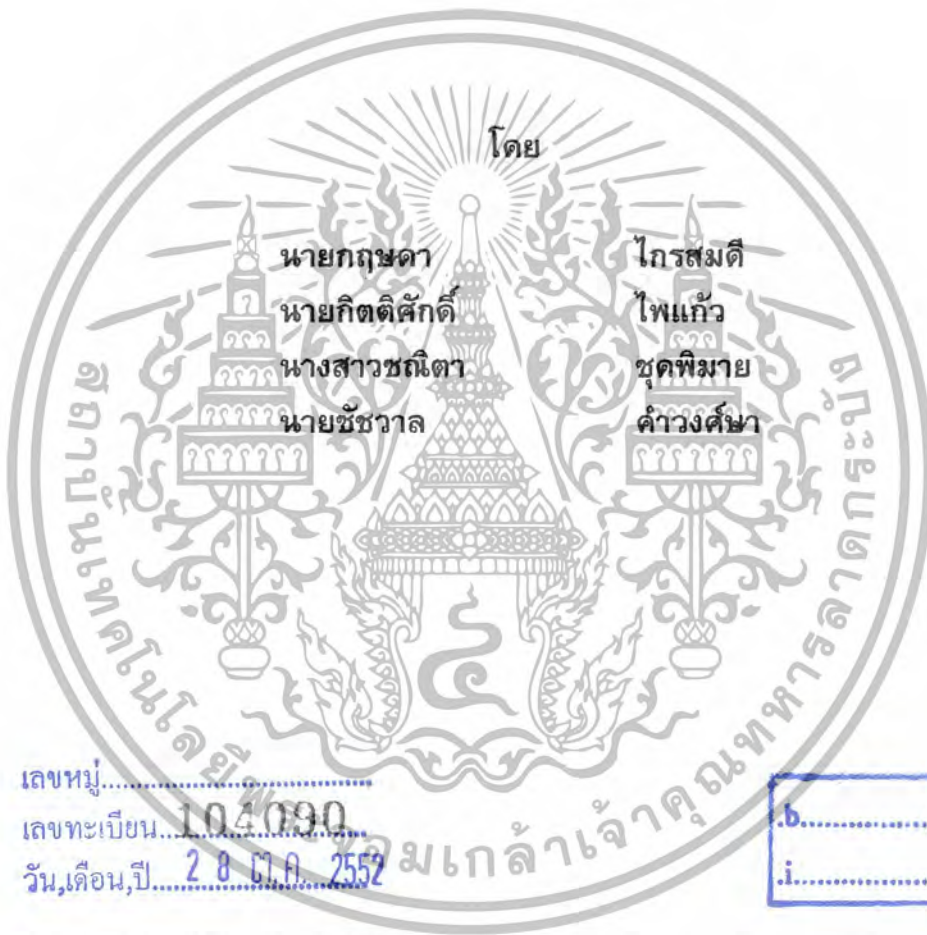 โดย
นายกฤษดา ไกรสมดี
นายกิตติศักดิ์ ไพแก้ว
นางสาวชณิตา ชุดพิมาย
นายชัชวาล คำวงศ์ษา
สถาบันเทคโนโลยีพระจอมเกล้าเจ้าคุณทหารลาดกระบัง
เลขหมู่
เลขทะเบียน 104090
วัน,เดือน,ปี 28 ต.ค. 2552
b
.i